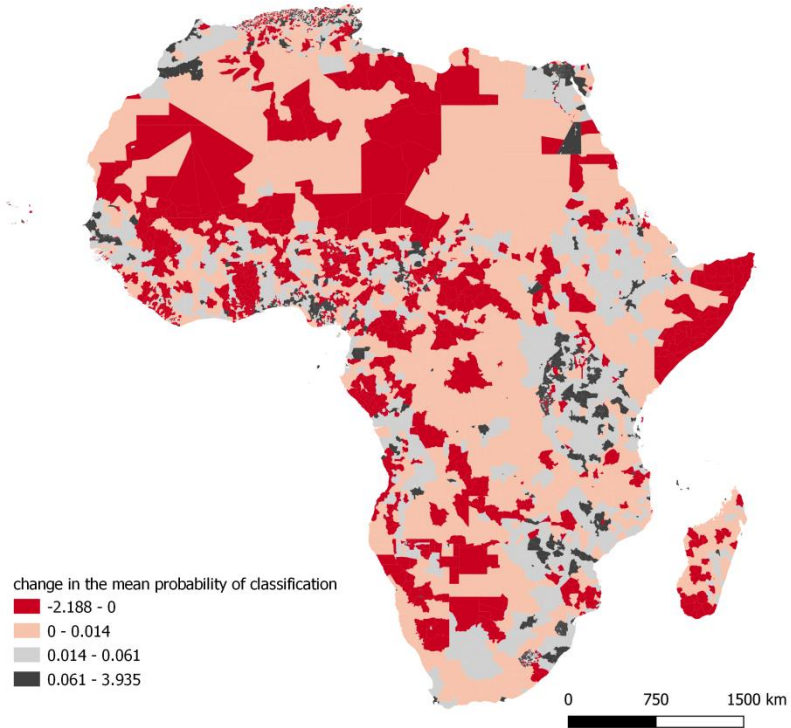 change in the mean probability of classification
-2.188 - 0
0 - 0.014
0.014 - 0.061
0.061 - 3.935
0 750 1500 km